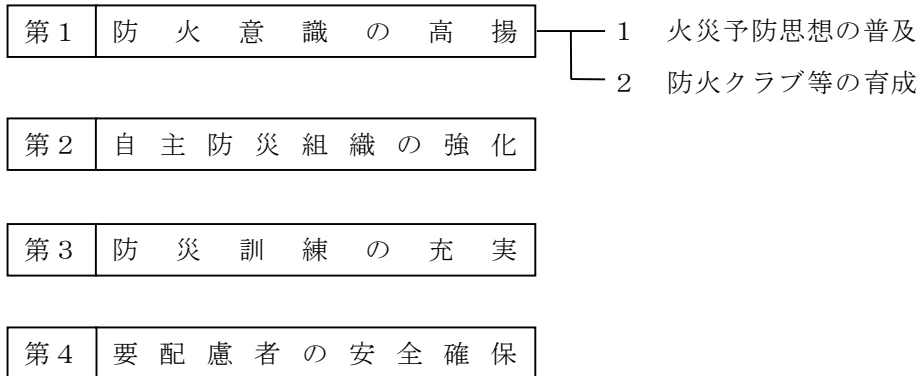 第１ 防火意識の高揚 １ 火災予防思想の普及
２ 防火クラブ等の育成
第２ 自主防災組織の強化
第３ 防災訓練の充実
第４ 要配慮者の安全確保